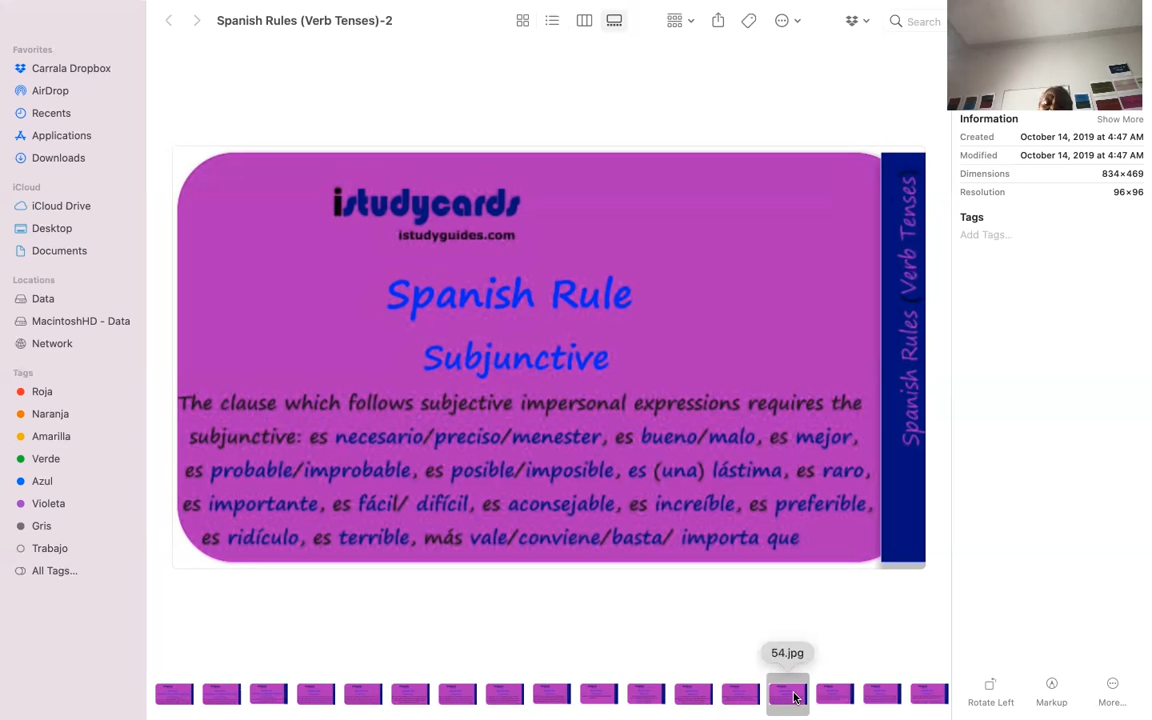 Spanish Rules (Verb Tenses)-2
Search
Favorites
Carrala Dropbox
AirDrop
Recents
Applications
Downloads
iCloud
iCloud Drive
Desktop
Documents
Locations
Data
MacintoshHD - Data
Network
Tags
Roja
Naranja
Amarilla
Verde
Azul
Violeta
Gris
Trabajo
All Tags...
istudycards
istudyguides.com
Spanish Rule
Subjunctive
The clause which follows subjective impersonal expressions requires the
subjunctive: es necesario/preciso/menester, es bueno/malo, es mejor,
es probable/improbable, es posible/imposible, es (una) lástima, es raro,
es importante, es fácil/ difícil, es aconsejable, es increíble, es preferible,
es ridículo, es terrible, más vale/conviene/basta/ importa que
Spanish Rules (Verb Tenses)
54.jpg
Information
Show More
Created October 14, 2019 at 4:47 AM
Modified October 14, 2019 at 4:47 AM
Dimensions 834×469
Resolution 96×96
Tags
Add Tags...
Rotate Left
Markup
More...